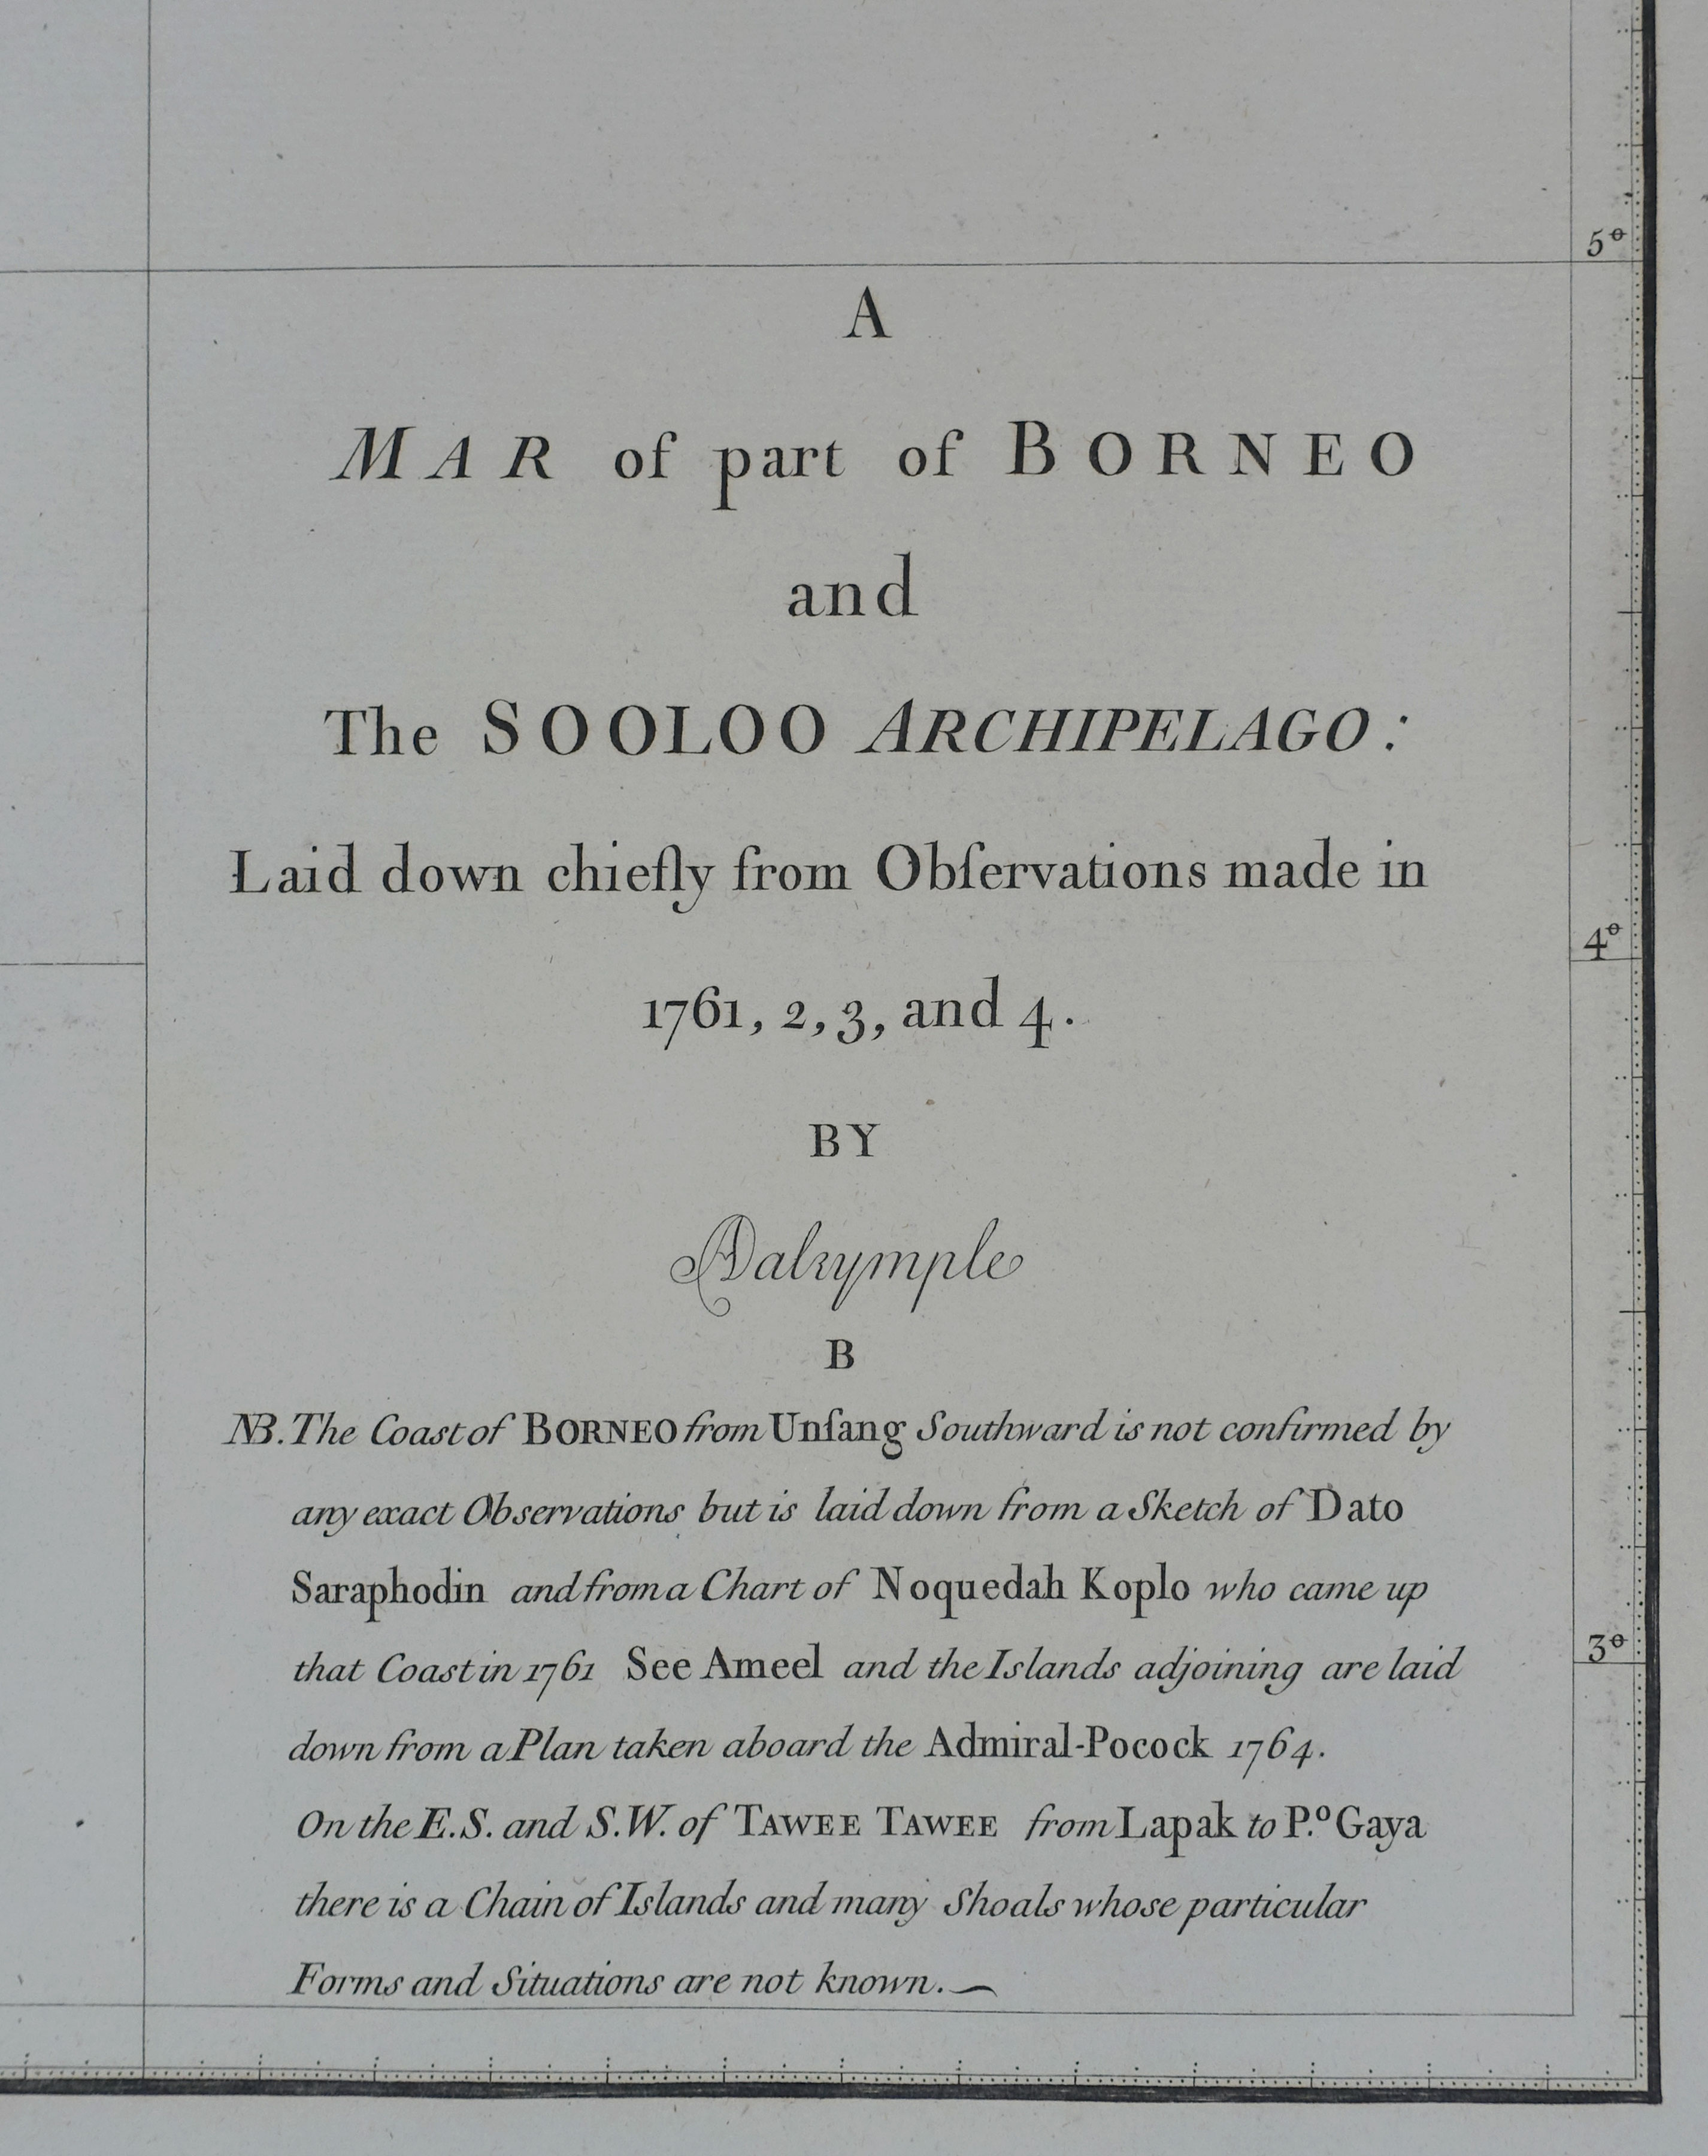 5°
A
MAR of part of BORNEO
and
The SOOLOO ARCHIPELAGO:
Laid down chiefly from Obſervations made in
4°
1761, 2, 3, and 4.
BY
ADalrymple
B
NB. The Coast of BORNEO from Unſang Southward is not confirmed by
any exact Observations but is laid down from a Sketch of Dato
Saraphodin and from a Chart of Noquedah Koplo who came up
3°
that Coast in 1761 See Ameel and the Islands adjoining are laid
down from a Plan taken aboard the Admiral-Pocock 1764.
On the E.S. and S.W. of TAWEE TAWEE from Lapak to P.º Gaya
there is a Chain of Islands and many Shoals whose particular
Forms and Situations are not known.